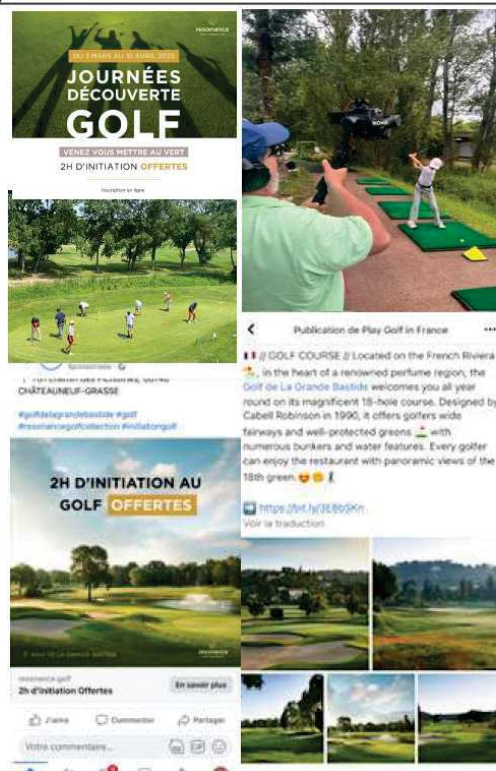 resonance
DU 3 MARS AU 10 AVRIL
JOURNÉES
DÉCOUVERTE
GOLF
VENEZ VOUS METTRE AU VERT
2H D'INITIATION OFFERTES
Inscription en ligne
Sponsorisée
CHÂTEAUNEUF-GRASSE
#golfdelagrandebastide #golf
#resonancegolfcollection #initiationgolf
2H D'INITIATION AU
GOLF OFFERTES
resonance
resonance golf
2h d'initiation Offertes
En savoir plus
J'aime
Commenter
Partager
Votre commentaire...
GIF
Publication de Play Golf in France
// GOLF COURSE // Located on the French Riviera
, in the heart of a renowned perfume region, the
Golf de La Grande Bastide welcomes you all year
round on its magnificent 18-hole course. Designed by
Cabell Robinson in 1990, it offers golfers wide
fairways and well-protected greens with
numerous bunkers and water features. Every golfer
can enjoy the restaurant with panoramic views of the
18th green.
Voir la traduction